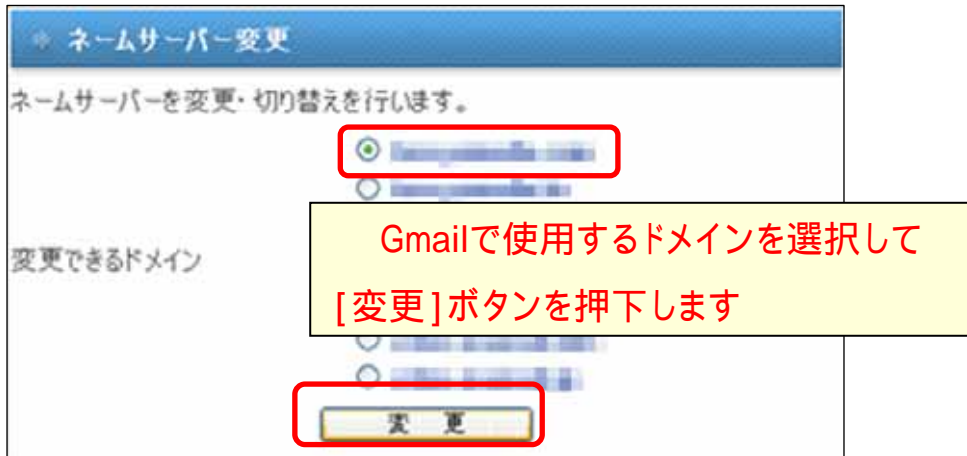 ネームサーバー変更
ネームサーバーを変更・切り替えを行います。
変更できるドメイン
Gmailで使用するドメインを選択して
[変更]ボタンを押下します
変 更